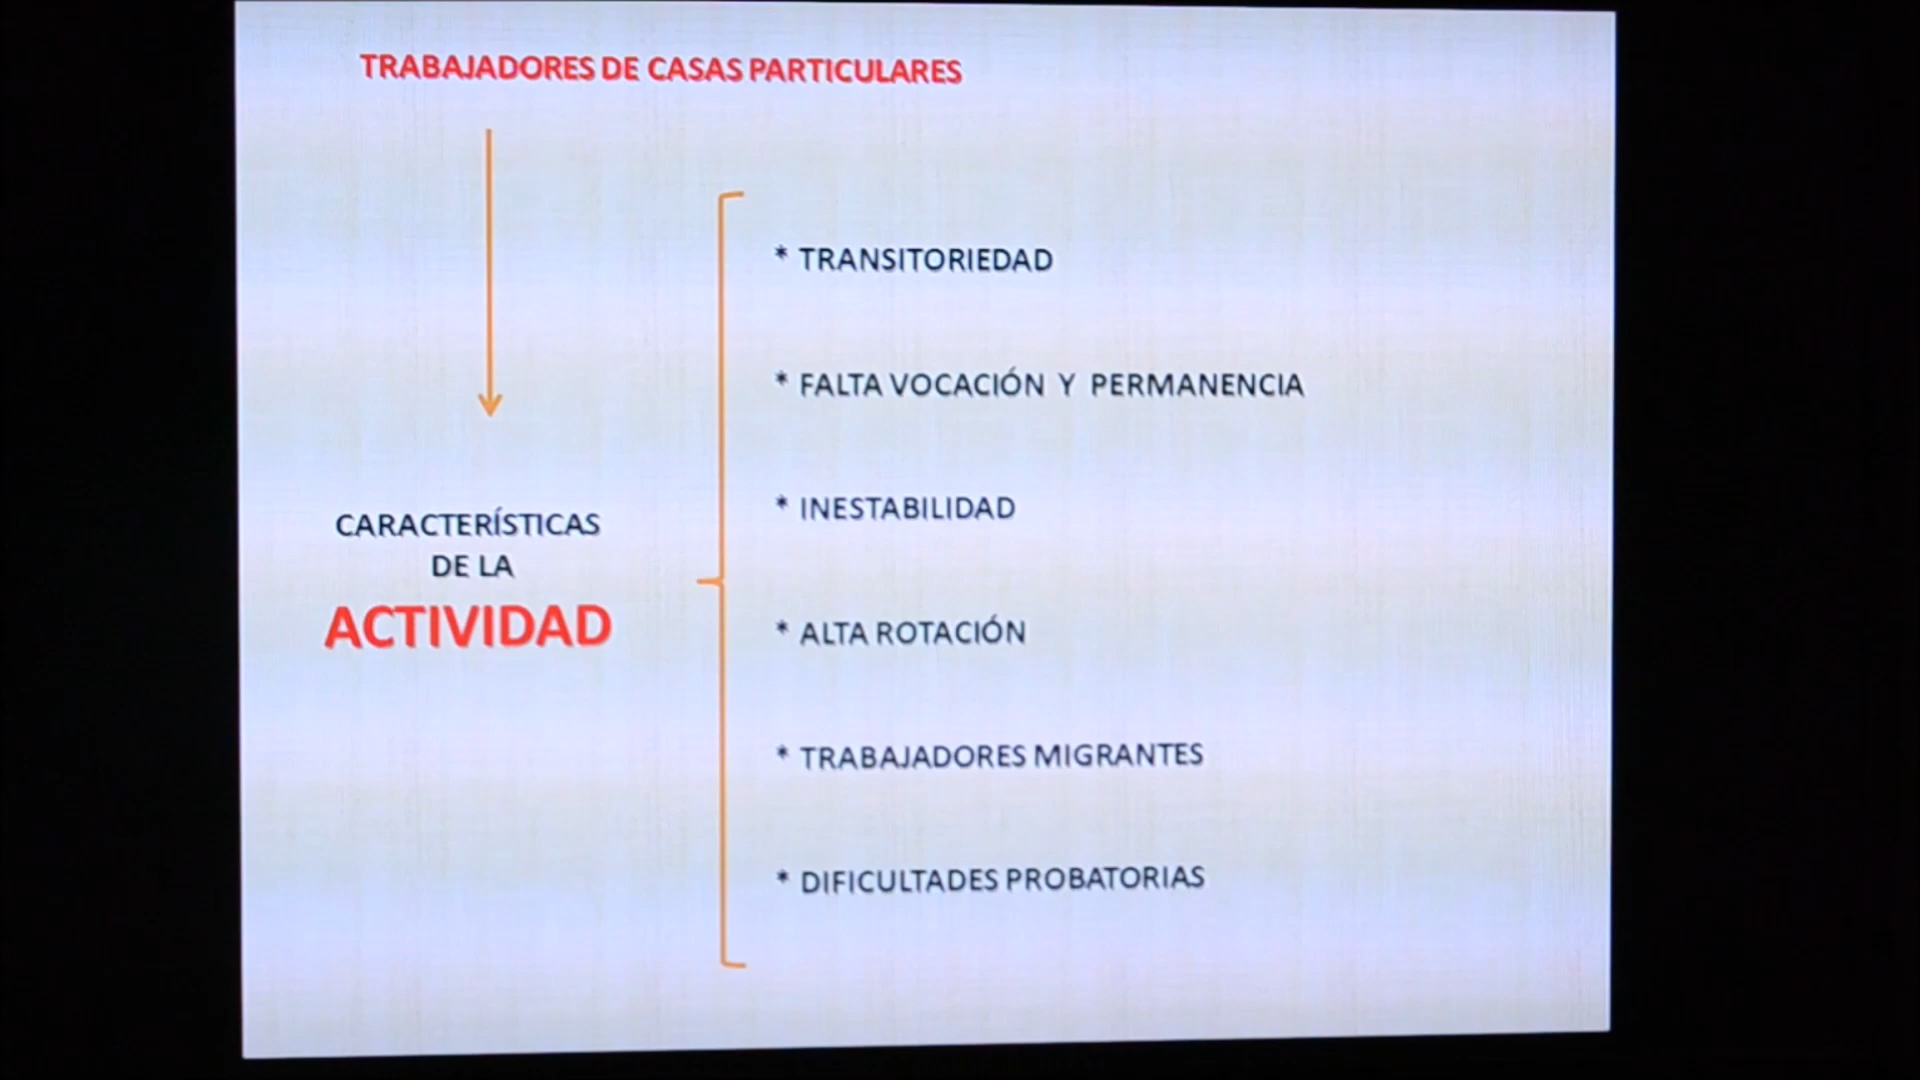 TRABAJADORES DE CASAS PARTICULARES
* TRANSITORIEDAD
* FALTA VOCACIÓN Y PERMANENCIA
* INESTABILIDAD
CARACTERÍSTICAS
DE LA
ACTIVIDAD
* ALTA ROTACIÓN
* TRABAJADORES MIGRANTES
* DIFICULTADES PROBATORIAS